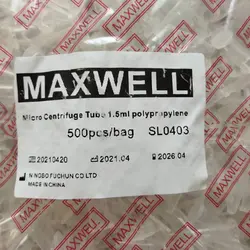 MAXWELL
Micro Centrifuge Tube 1.5ml polypropylene
500pcs/bag SL0403
20210420 2021.04 2026.04
NINGBO FUCHUN CO LTD
MADE IN CHINA